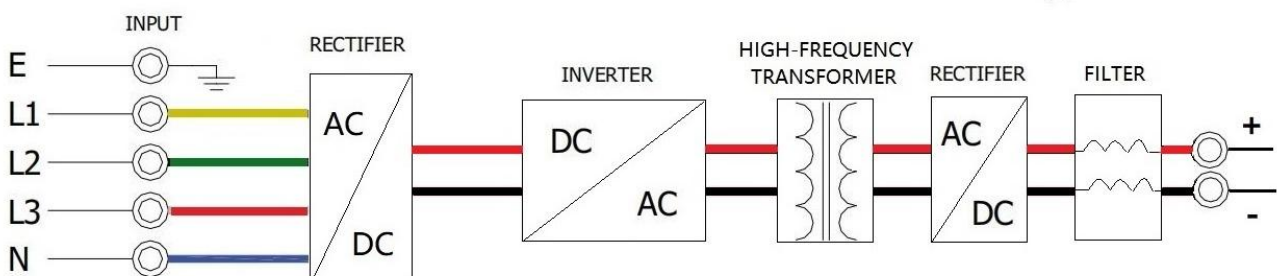 INPUT
E
L1
L2
L3
N
RECTIFIER
AC
DC
INVERTER
DC
AC
HIGH-FREQUENCY
TRANSFORMER
RECTIFIER
AC
DC
FILTER
+
-